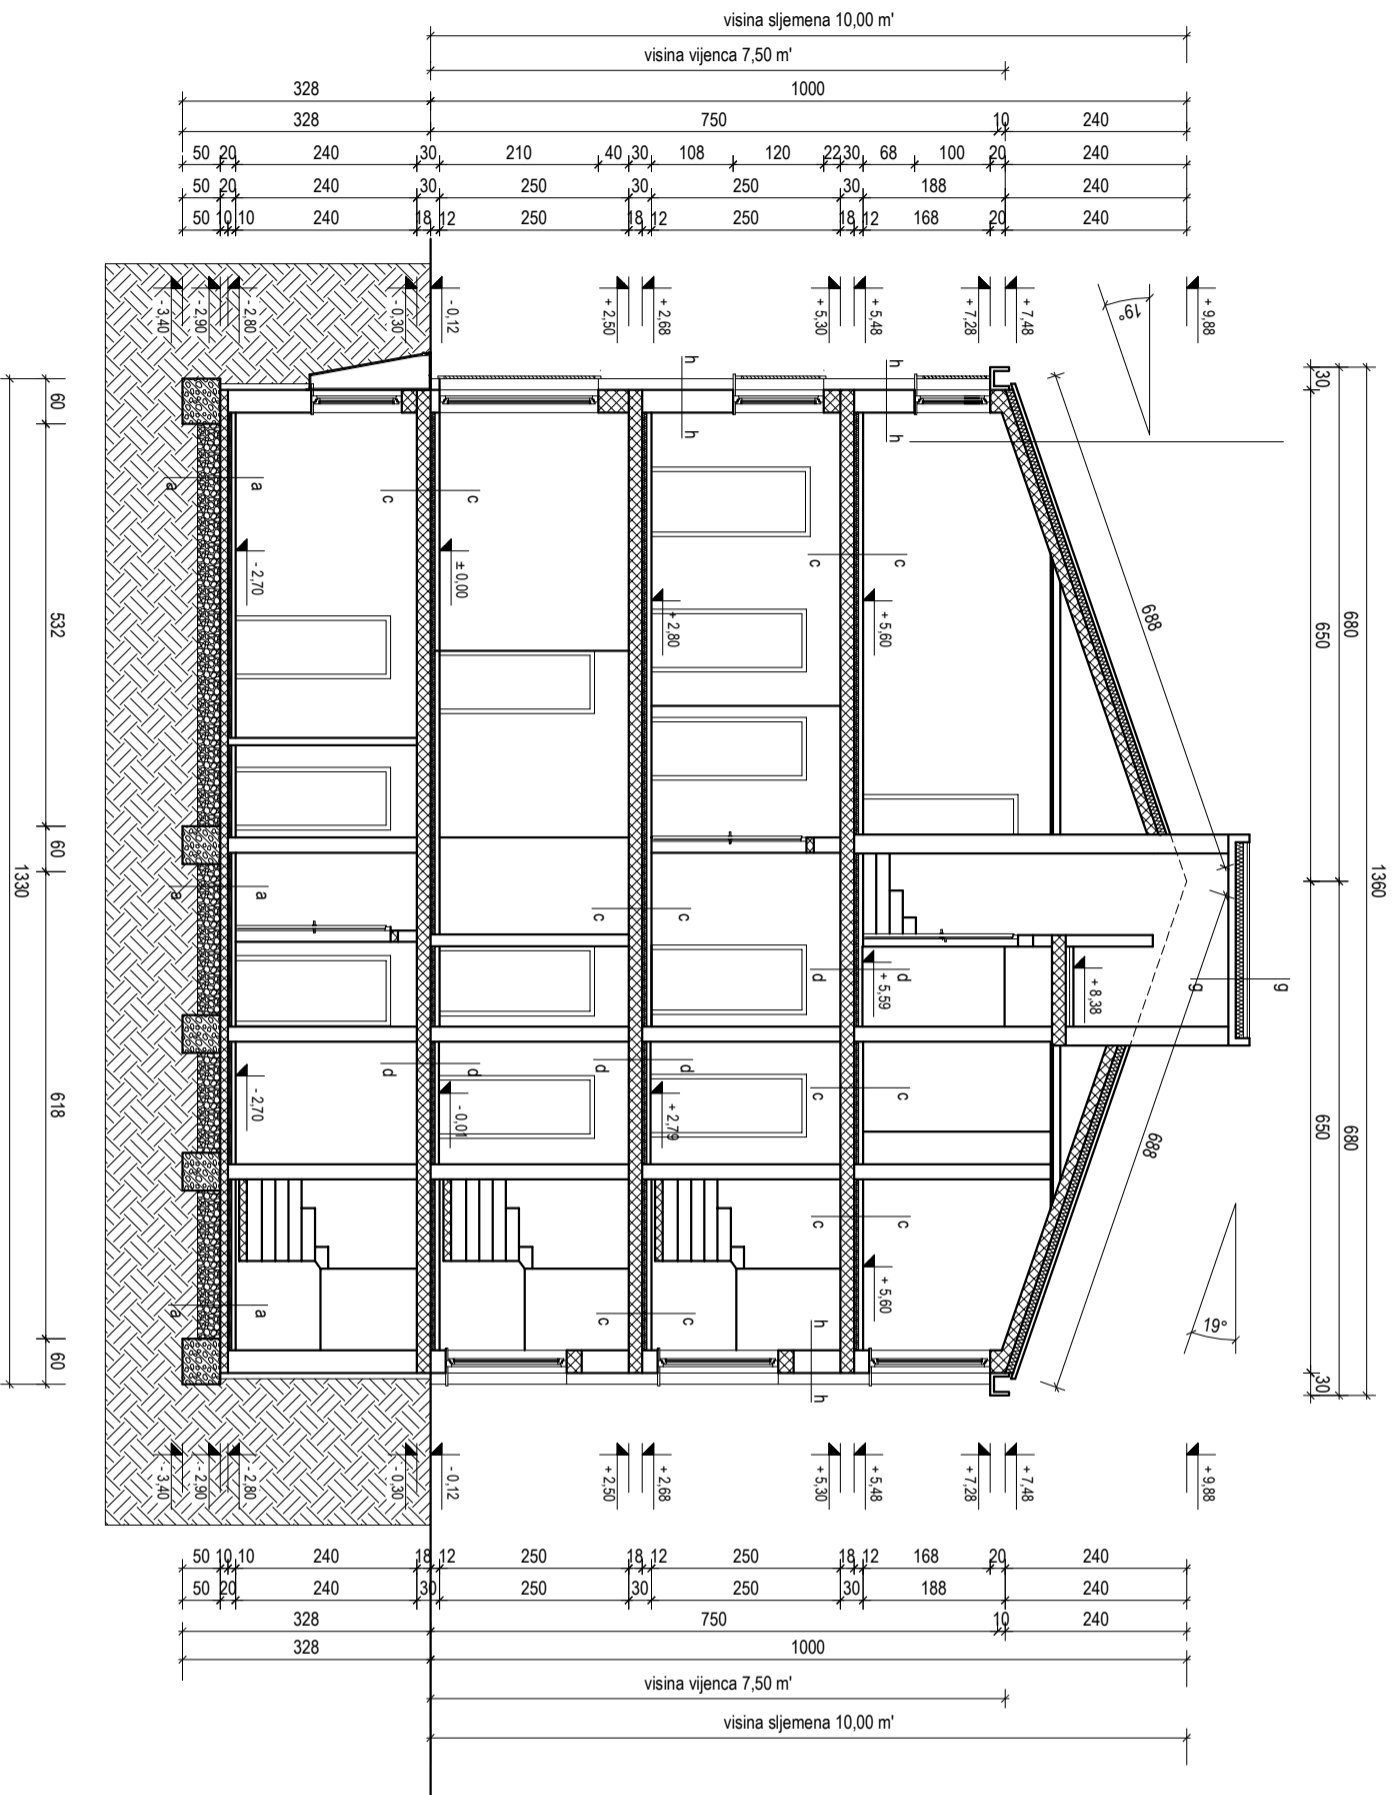 visina sljemena 10,00 m'
visina vijenca 7,50 m'
328 1000
328 750 10 240
50 20 240 30 210 40 30 108 120 22 30 68 100 20 240
50 20 240 30 250 30 250 30 188 240
50 10 10 240 18 12 250 18 12 250 18 12 168 20 240
- 3,40 - 2,90 - 2,80 - 0,30 - 0,12 + 2,50 + 2,68 + 5,30 + 5,48 + 7,28 + 7,48 19° + 9,88
h h
h h
30
60
a a c c
c c
- 2,70 ± 0,00 + 2,80 + 5,60
532 688 650 680
60
1330 1360
a a c c
d d
+ 5,59 + 8,38 g g
d d d d
- 2,70 - 0,01 + 2,79
c c
618 688 650 680
c c
+ 5,60
a a c c h
19°
60 h 30
- 3,40 - 2,90 - 2,80 - 0,30 - 0,12 + 2,50 + 2,68 + 5,30 + 5,48 + 7,28 + 7,48 + 9,88
50 10 10 240 18 12 250 18 12 250 18 12 168 20 240
50 20 240 30 250 30 250 30 188 240
328 750 10 240
328 1000
visina vijenca 7,50 m'
visina sljemena 10,00 m'